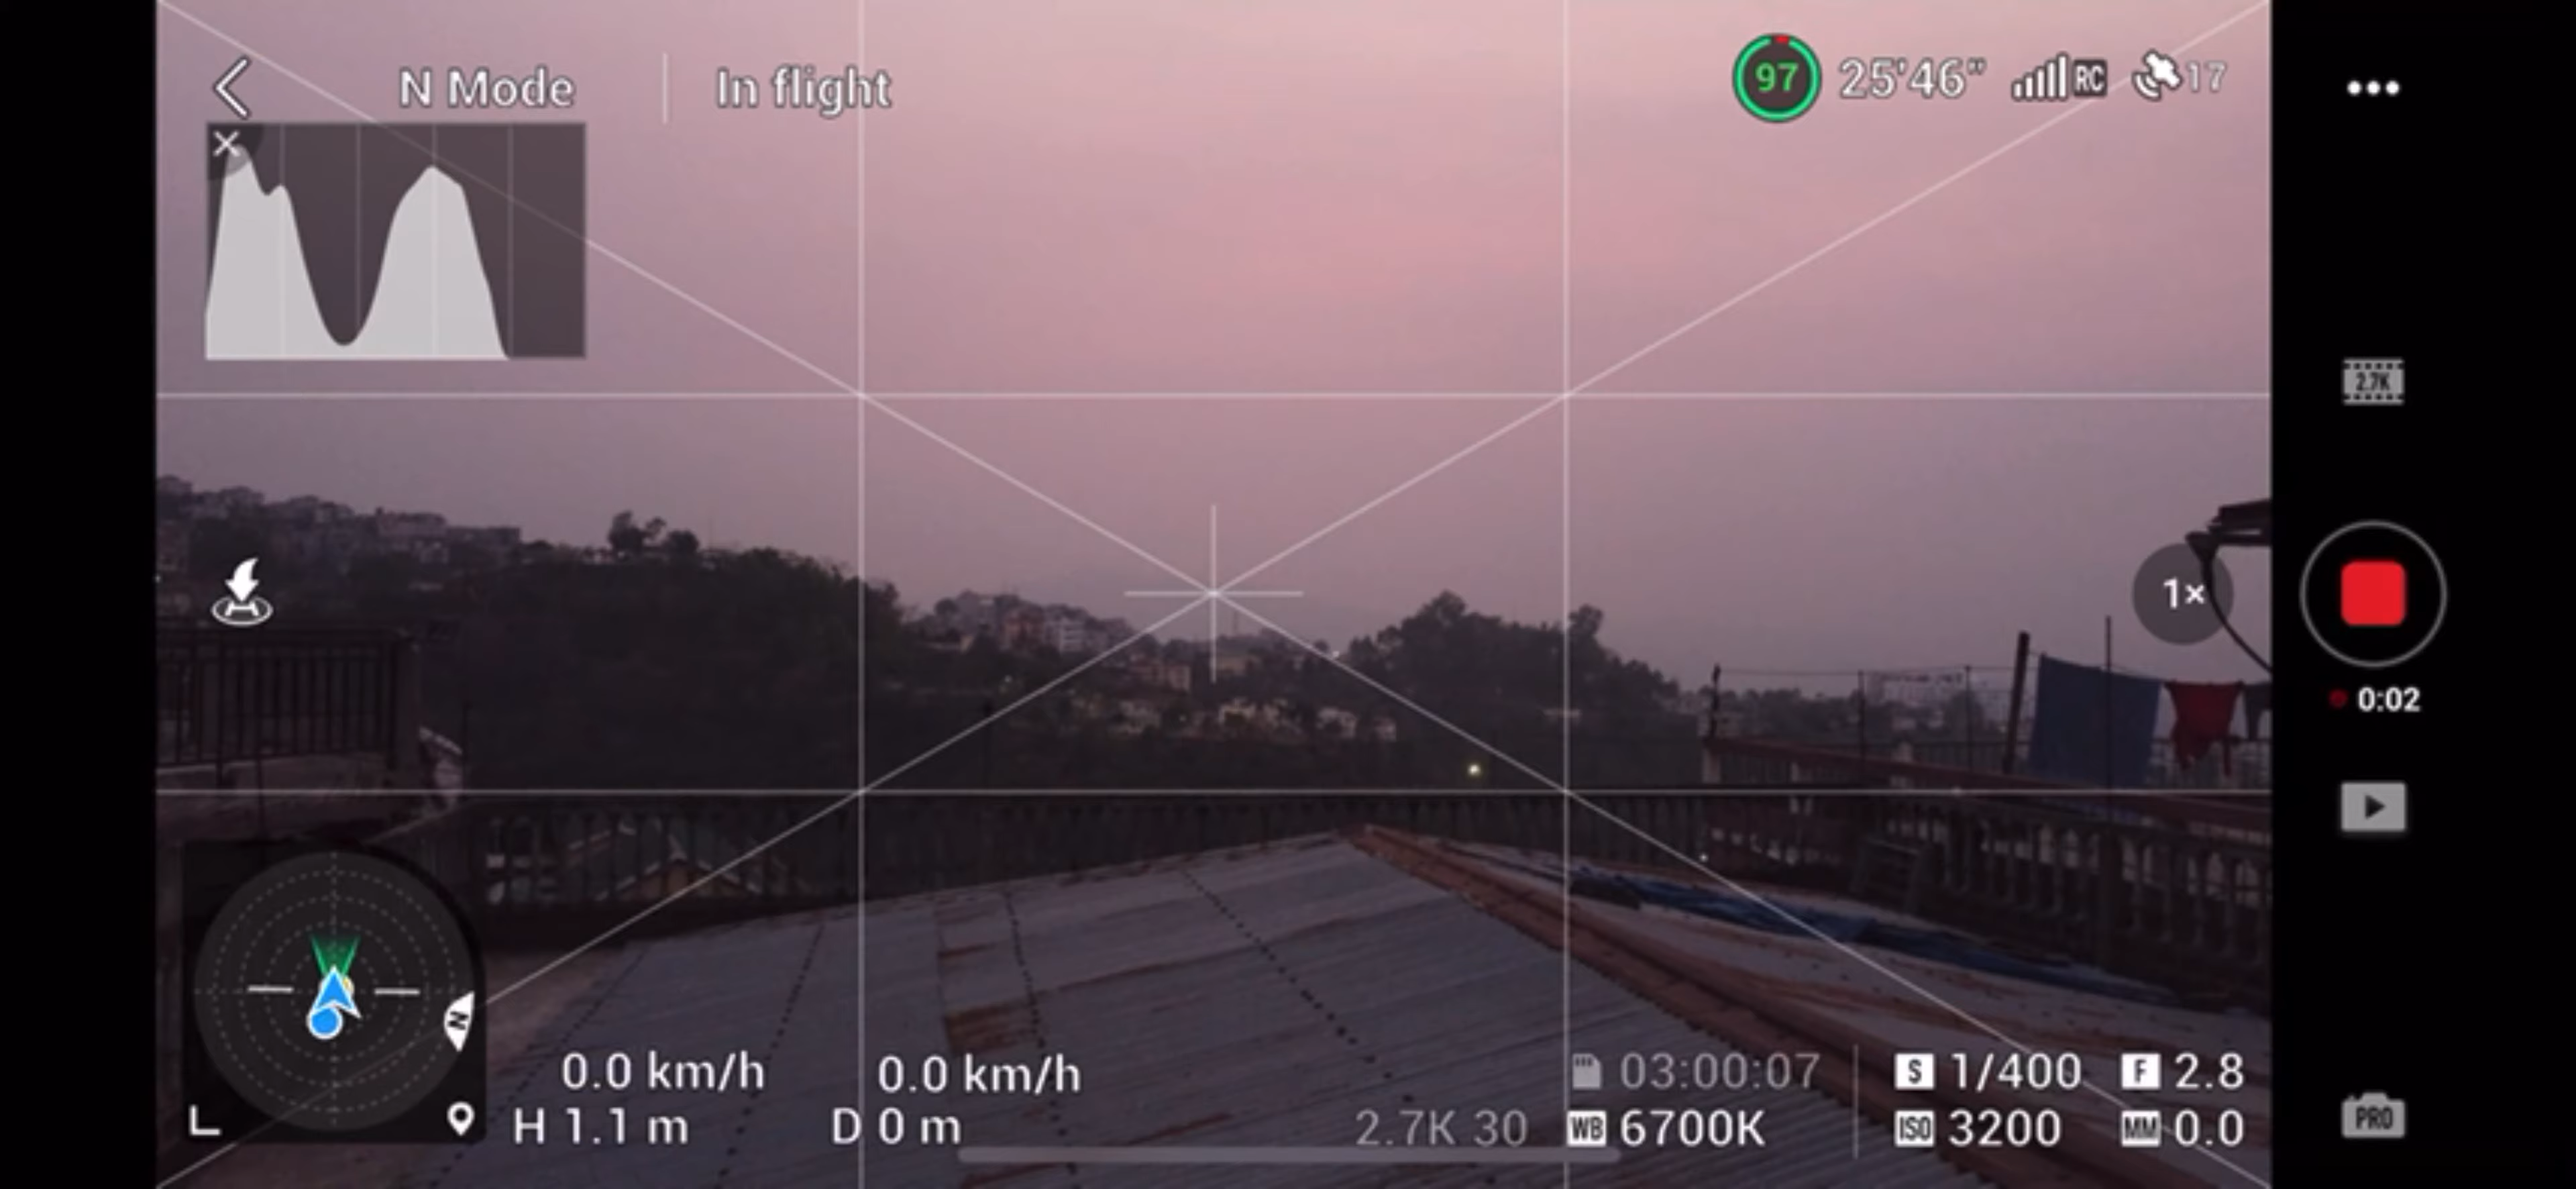 N Mode
In flight
97 25'46" RC 17
2.7K
1×
0:02
N
L
0.0 km/h
0.0 km/h
H 1.1 m
D 0 m
03:00:07
2.7K 30
WB 6700K
S 1/400
F 2.8
ISO 3200
MM 0.0
PRO